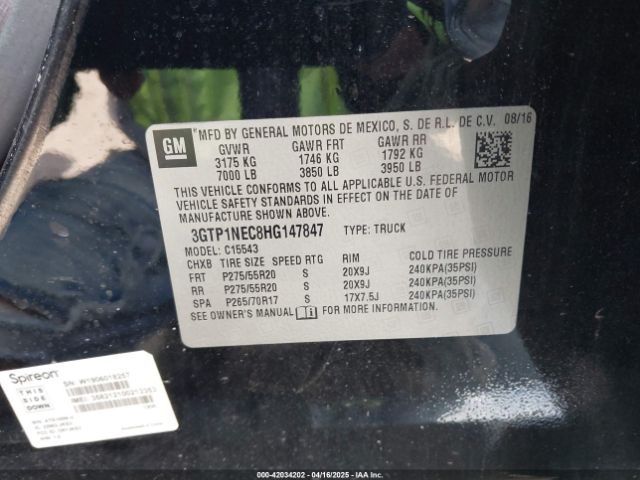 GM
MFD BY GENERAL MOTORS DE MEXICO, S. DE R.L. DE C.V. 08/16
GVWR GAWR FRT GAWR RR
3175 KG 1746 KG 1792 KG
7000 LB 3850 LB 3950 LB
THIS VEHICLE CONFORMS TO ALL APPLICABLE U.S. FEDERAL MOTOR
VEHICLE SAFETY STANDARDS IN EFFECT ON THE DATE OF
MANUFACTURE SHOWN ABOVE.
3GTP1NEC8HG147847 TYPE: TRUCK
MODEL: C15543
CHXB TIRE SIZE SPEED RTG RIM COLD TIRE PRESSURE
FRT P275/55R20 S 20X9J 240KPA(35PSI)
RR P275/55R20 S 20X9J 240KPA(35PSI)
SPA P265/70R17 S 17X7.5J 240KPA(35PSI)
SEE OWNER'S MANUAL FOR MORE INFORMATION.
Spireon
THIS
SIDE
DOWN
000-42034202 - 04/16/2025 - IAAI.COM